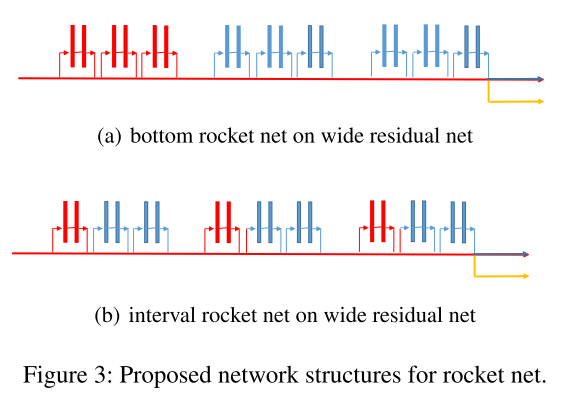 (a) bottom rocket net on wide residual net
(b) interval rocket net on wide residual net
Figure 3: Proposed network structures for rocket net.